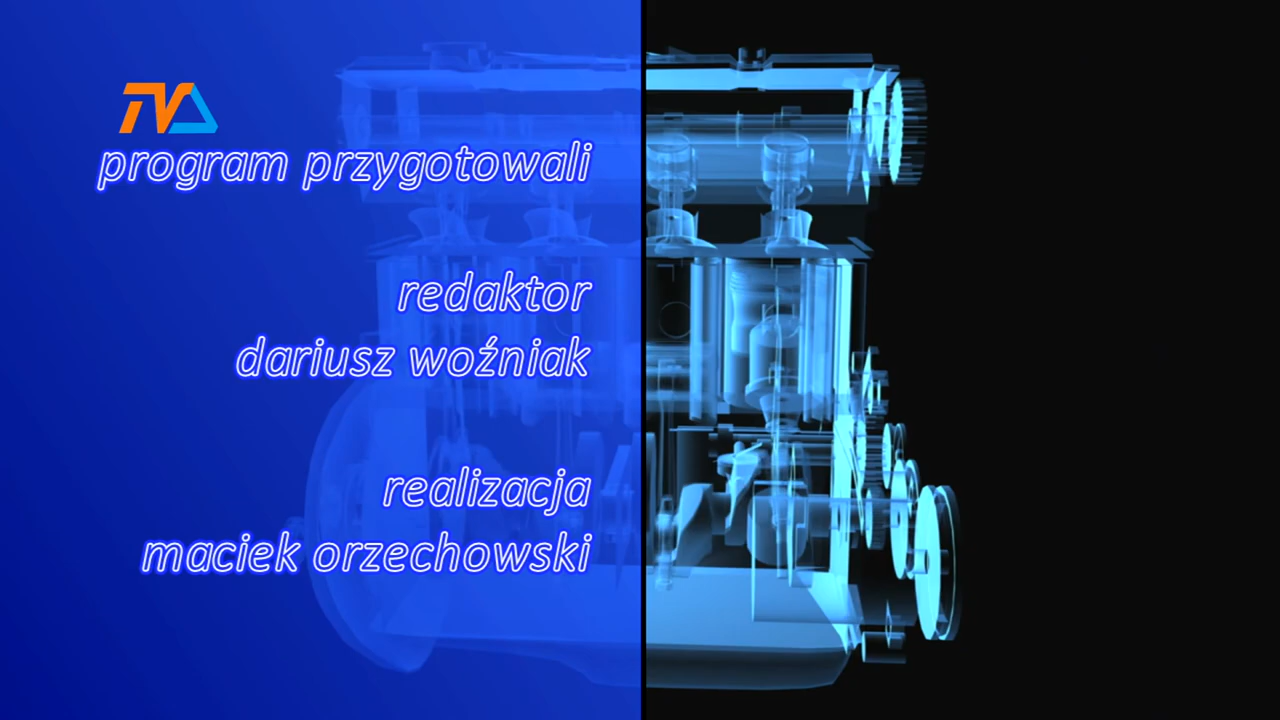 TVA
program przygotowali
redaktor
dariusz woźniak
realizacja
maciek orzechowski